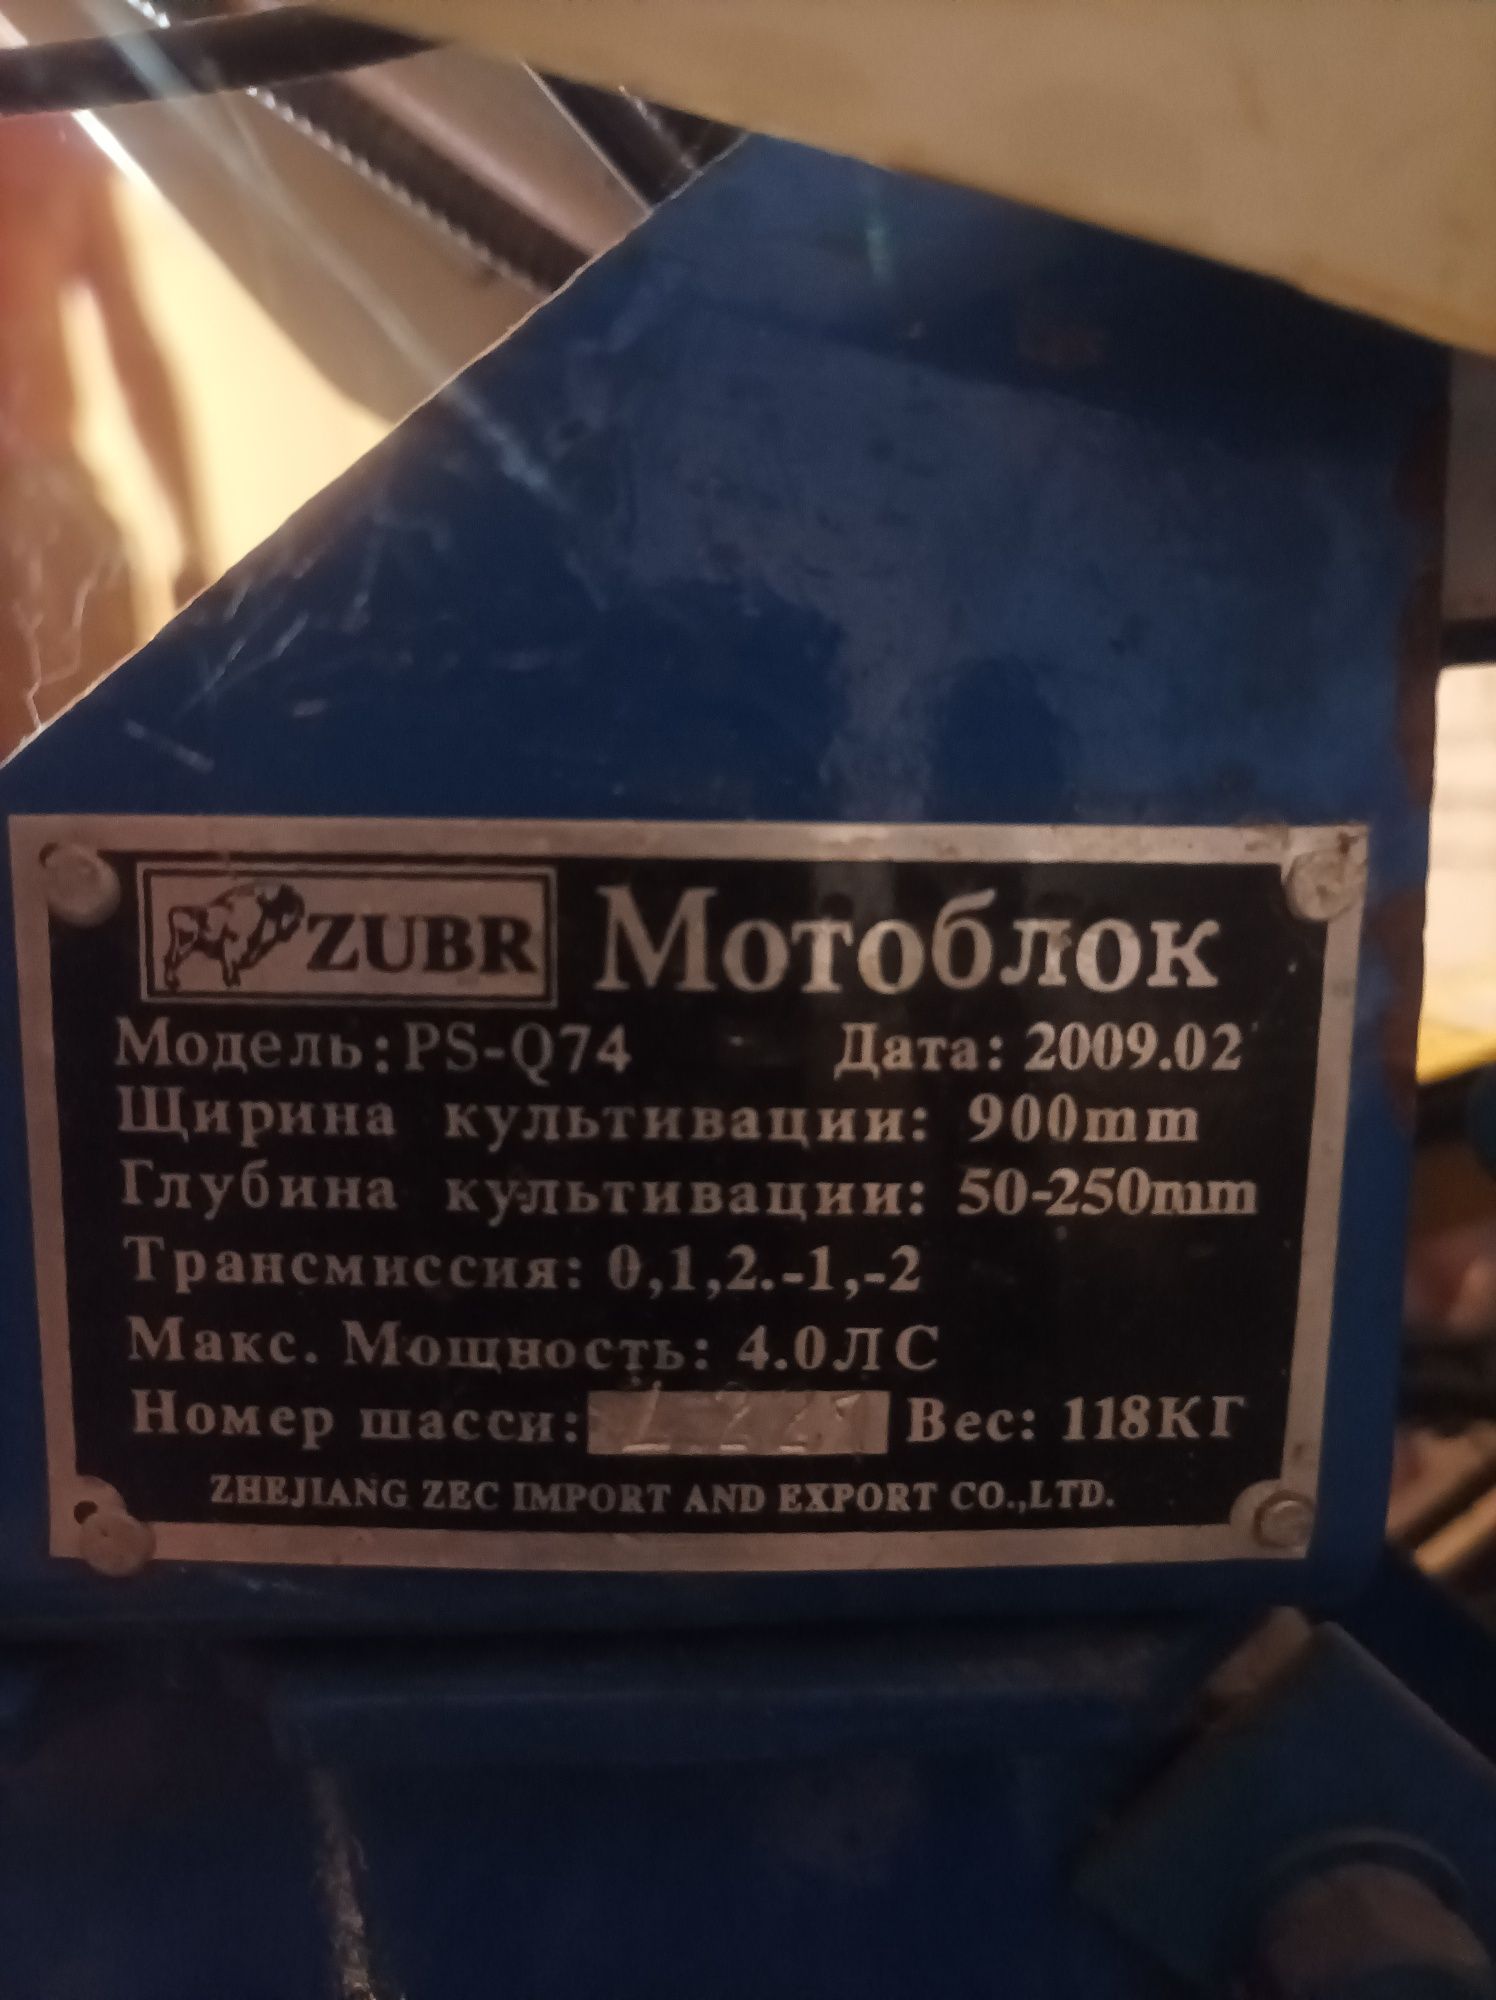 ZUBR Мотоблок
Модель: PS-Q74 Дата: 2009.02
Щирина культивации: 900mm
Глубина культивации: 50-250mm
Трансмиссия: 0,1,2.-1,-2
Макс. Мощность: 4.0ЛС
Номер шасси: Вес: 118КГ
ZHEJIANG ZEC IMPORT AND EXPORT CO.,LTD.